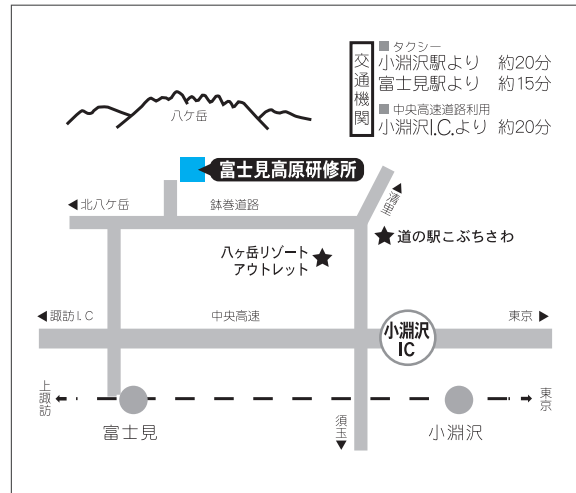 交通機関
■ タクシー
小淵沢駅より 約20分
富士見駅より 約15分
■ 中央高速道路利用
小淵沢I.C.より 約20分
八ケ岳
富士見高原研修所
◀北八ケ岳
鉢巻道路
清里▶
★道の駅こぶちさわ
八ヶ岳リゾート
アウトレット★
◀諏訪I.C
中央高速
小淵沢
IC
東京▶
上諏訪
東京
富士見
須玉▼
小淵沢